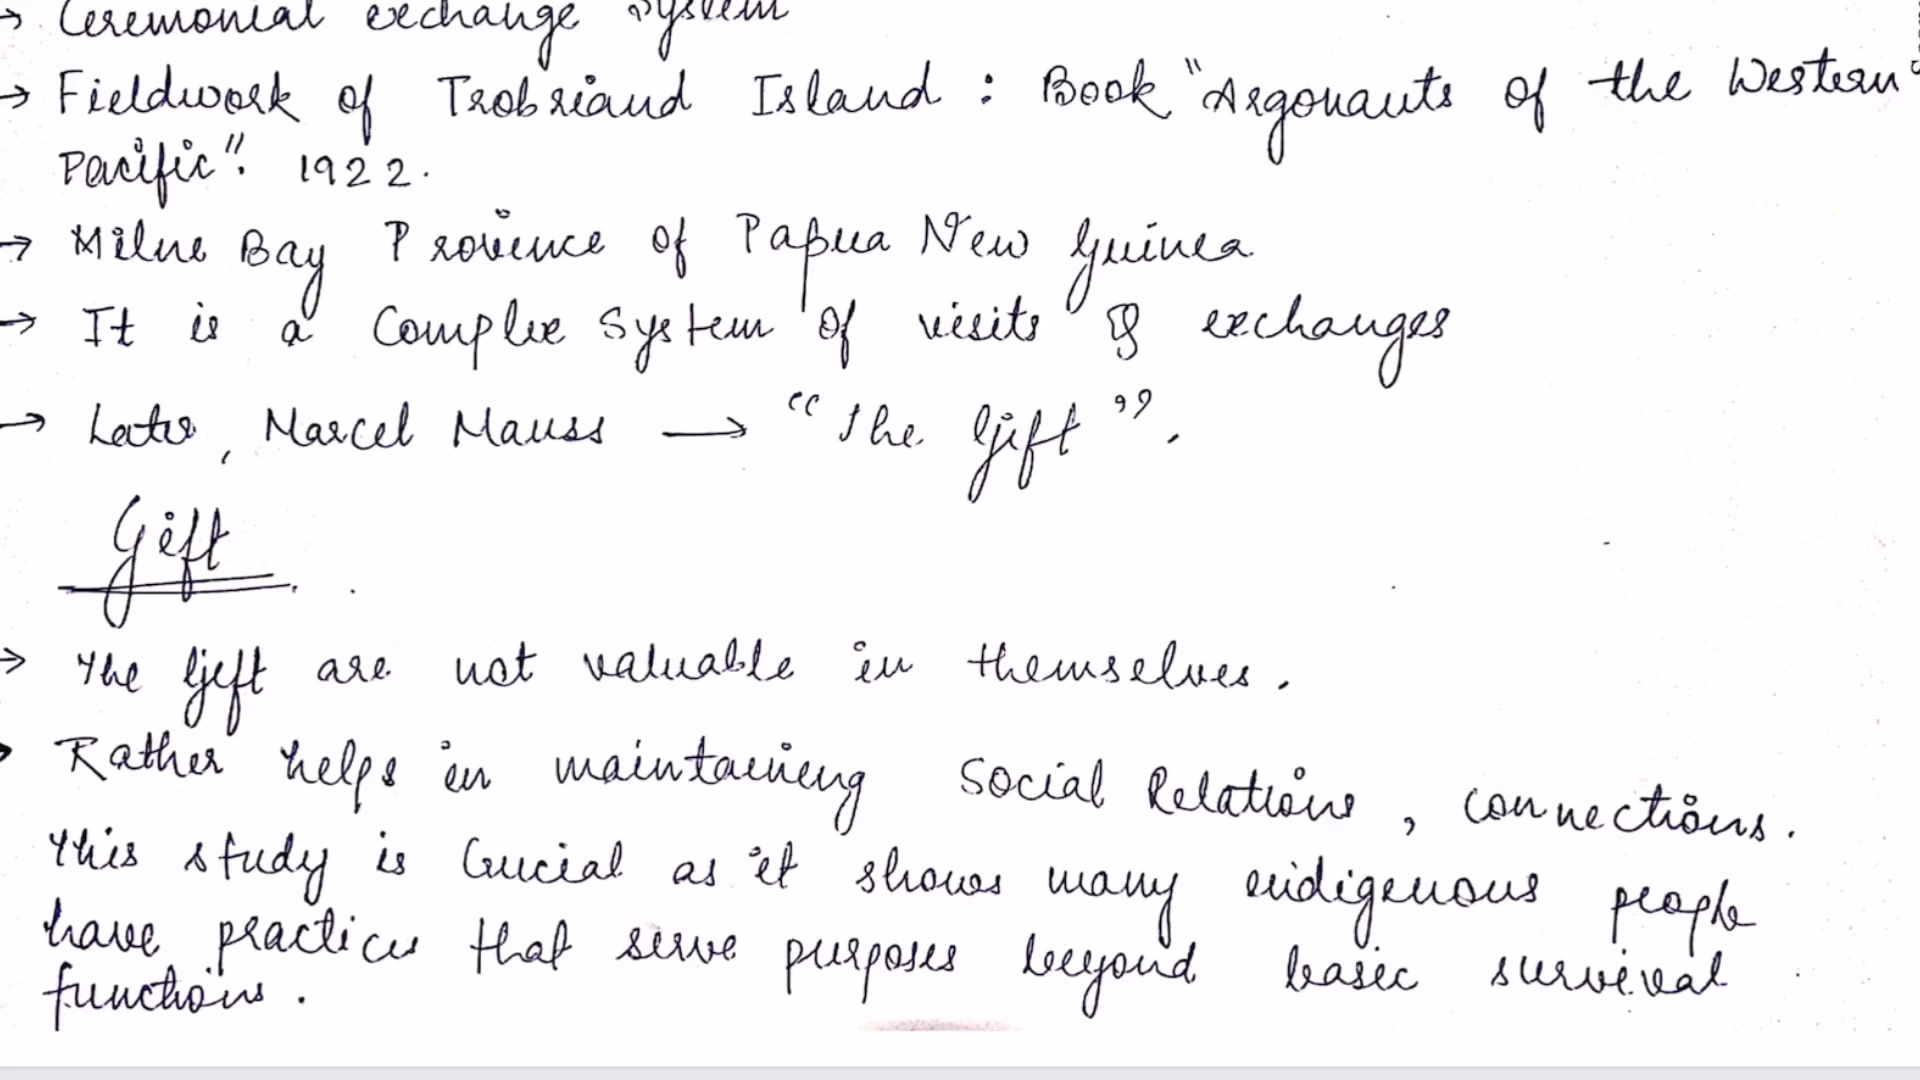 → Ceremonial exchange system
→ Fieldwork of Trobriand Island : Book "Argonauts of the Western
Pacific". 1922.
→ Milne Bay Province of Papua New Guinea
→ It is a Complex System of visits & exchanges
→ Later, Marcel Mauss → "The Gift".
Gift
→ The Gift are not valuable in themselves.
Rather helps in maintaining Social Relations, connections.
This study is Crucial as it shows many indigenous people
have practices that serve purposes beyond basic survival
functions.